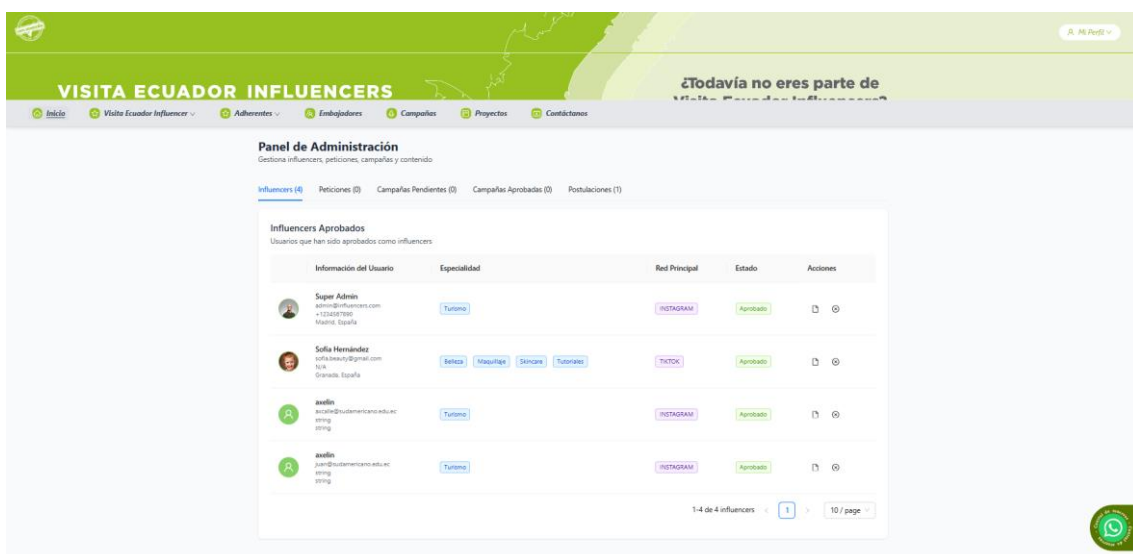 Mi Perfil
VISITA ECUADOR INFLUENCERS
¿Todavía no eres parte de
Visita Ecuador Influencers?
Inicio Visita Ecuador Influencer Adherentes Embajadores Campañas Proyectos Contáctanos
Panel de Administración
Gestiona influencers, peticiones, campañas y contenido
Influencers (4) Peticiones (0) Campañas Pendientes (0) Campañas Aprobadas (0) Postulaciones (1)
Influencers Aprobados
Usuarios que han sido aprobados como influencers
Información del Usuario Especialidad Red Principal Estado Acciones
Super Admin
admin@influencers.com
+1234567890
Madrid, España
Turismo INSTAGRAM Aprobado
Sofía Hernández
sofia.beauty@gmail.com
N/A
Granada, España
Belleza Maquillaje Skincare Tutoriales TIKTOK Aprobado
axelin
axcalle@sudamericano.edu.ec
string
string
Turismo INSTAGRAM Aprobado
axelin
juan@sudamericano.edu.ec
string
string
Turismo INSTAGRAM Aprobado
1-4 de 4 influencers 1 10 / page